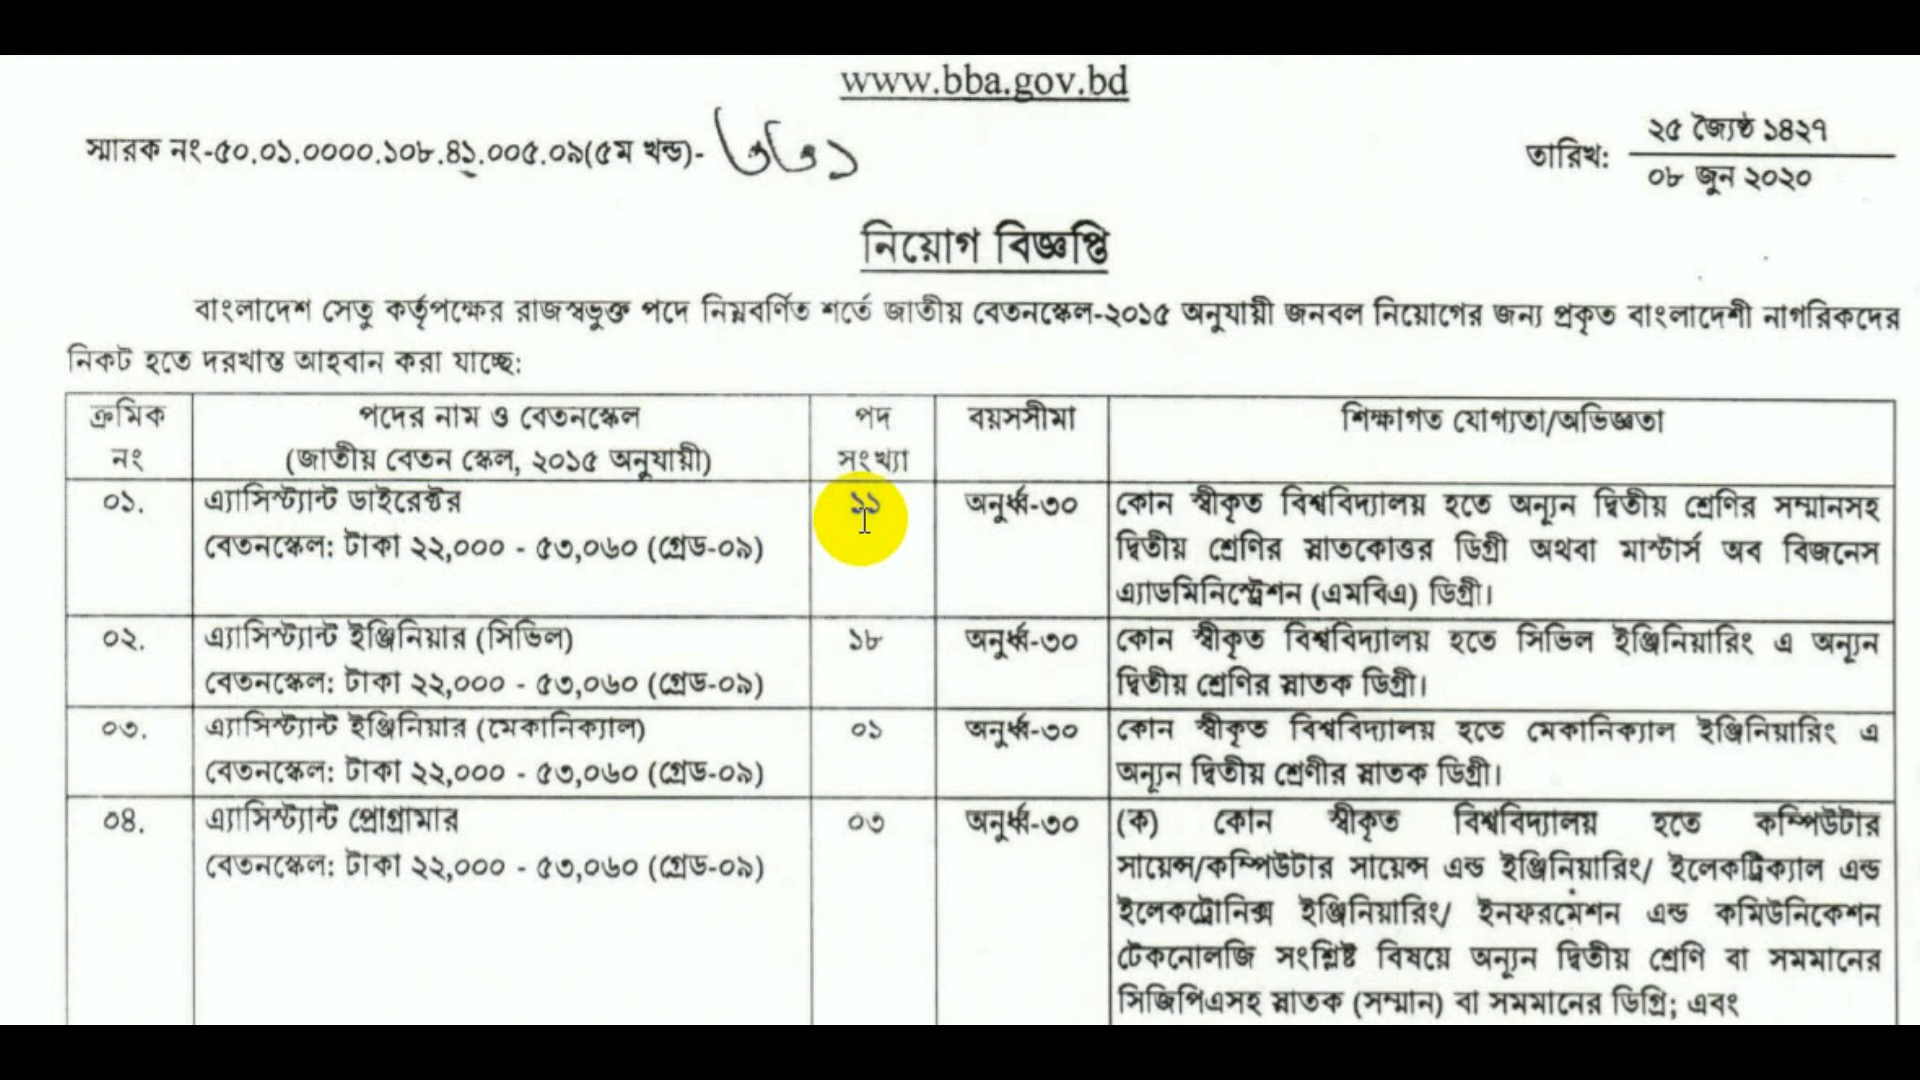 www.bba.gov.bd
স্মারক নং-৫০.০১.০০০০.১০৮.৪১.০০৫.০৯(৫ম খন্ড)-
২৫ জ্যৈষ্ঠ ১৪২৭
তারিখ:
০৮ জুন ২০২০
নিয়োগ বিজ্ঞপ্তি
বাংলাদেশ সেতু কর্তৃপক্ষের রাজস্বভুক্ত পদে নিম্নবর্ণিত শর্তে জাতীয় বেতনস্কেল-২০১৫ অনুযায়ী জনবল নিয়োগের জন্য প্রকৃত বাংলাদেশী নাগরিকদের
নিকট হতে দরখাস্ত আহবান করা যাচ্ছে:
ক্রমিক নং
পদের নাম ও বেতনস্কেল
(জাতীয় বেতন স্কেল, ২০১৫ অনুযায়ী)
পদ সংখ্যা
বয়সসীমা
শিক্ষাগত যোগ্যতা/অভিজ্ঞতা
০১.
এ্যাসিস্ট্যান্ট ডাইরেক্টর
বেতনস্কেল: টাকা ২২,০০০ - ৫৩,০৬০ (গ্রেড-০৯)
১১
অনুর্ধ্ব-৩০
কোন স্বীকৃত বিশ্ববিদ্যালয় হতে অন্যূন দ্বিতীয় শ্রেণির সম্মানসহ
দ্বিতীয় শ্রেণির স্নাতকোত্তর ডিগ্রী অথবা মাস্টার্স অব বিজনেস
এ্যাডমিনিস্ট্রেশন (এমবিএ) ডিগ্রী।
০২.
এ্যাসিস্ট্যান্ট ইঞ্জিনিয়ার (সিভিল)
বেতনস্কেল: টাকা ২২,০০০ - ৫৩,০৬০ (গ্রেড-০৯)
১৮
অনুর্ধ্ব-৩০
কোন স্বীকৃত বিশ্ববিদ্যালয় হতে সিভিল ইঞ্জিনিয়ারিং এ অন্যূন
দ্বিতীয় শ্রেণির স্নাতক ডিগ্রী।
০৩.
এ্যাসিস্ট্যান্ট ইঞ্জিনিয়ার (মেকানিক্যাল)
বেতনস্কেল: টাকা ২২,০০০ - ৫৩,০৬০ (গ্রেড-০৯)
০১
অনুর্ধ্ব-৩০
কোন স্বীকৃত বিশ্ববিদ্যালয় হতে মেকানিক্যাল ইঞ্জিনিয়ারিং এ
অন্যূন দ্বিতীয় শ্রেণীর স্নাতক ডিগ্রী।
০৪.
এ্যাসিস্ট্যান্ট প্রোগ্রামার
বেতনস্কেল: টাকা ২২,০০০ - ৫৩,০৬০ (গ্রেড-০৯)
০৩
অনুর্ধ্ব-৩০
(ক) কোন স্বীকৃত বিশ্ববিদ্যালয় হতে কম্পিউটার
সায়েন্স/কম্পিউটার সায়েন্স এন্ড ইঞ্জিনিয়ারিং/ ইলেকট্রিক্যাল এন্ড
ইলেকট্রোনিক্স ইঞ্জিনিয়ারিং/ ইনফরমেশন এন্ড কমিউনিকেশন
টেকনোলজি সংশ্লিষ্ট বিষয়ে অন্যূন দ্বিতীয় শ্রেণি বা সমমানের
সিজিপিএসহ স্নাতক (সম্মান) বা সমমানের ডিগ্রি; এবং